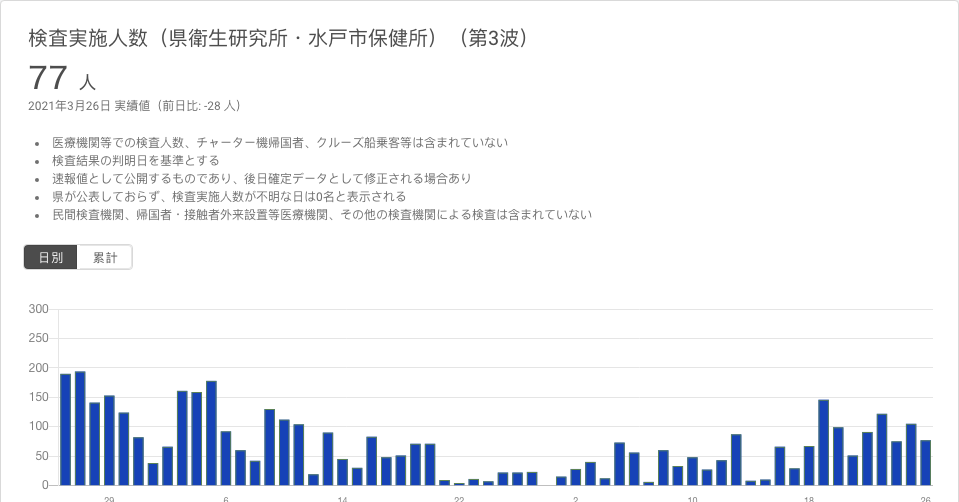 検査実施人数（県衛生研究所・水戸市保健所）（第3波）
77 人
2021年3月26日 実績値（前日比: -28 人）
• 医療機関等での検査人数、チャーター機帰国者、クルーズ船乗客等は含まれていない
• 検査結果の判明日を基準とする
• 速報値として公開するものであり、後日確定データとして修正される場合あり
• 県が公表しておらず、検査実施人数が不明な日は0名と表示される
• 民間検査機関、帰国者・接触者外来設置等医療機関、その他の検査機関による検査は含まれていない
日別 累計
300
250
200
150
100
50
0
29 6 14 22 2 10 18 26